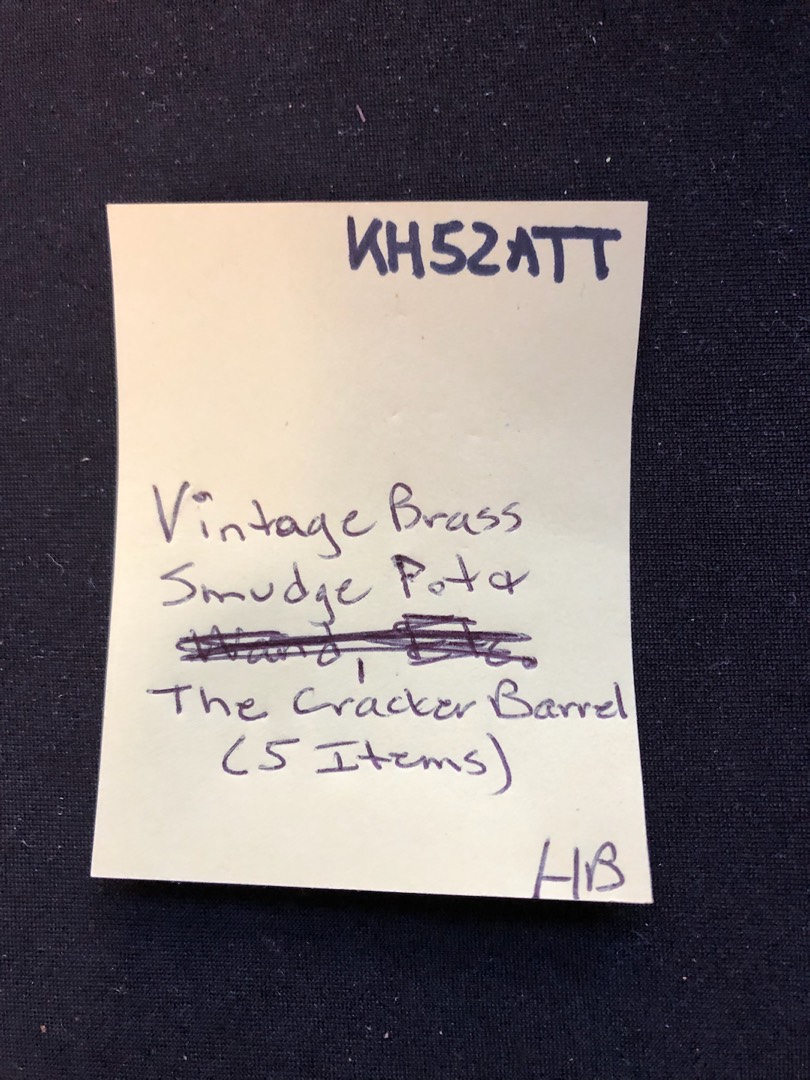 KH52ATT
Vintage Brass
Smudge Pot &
The Cracker Barrel
(5 Items)
HB